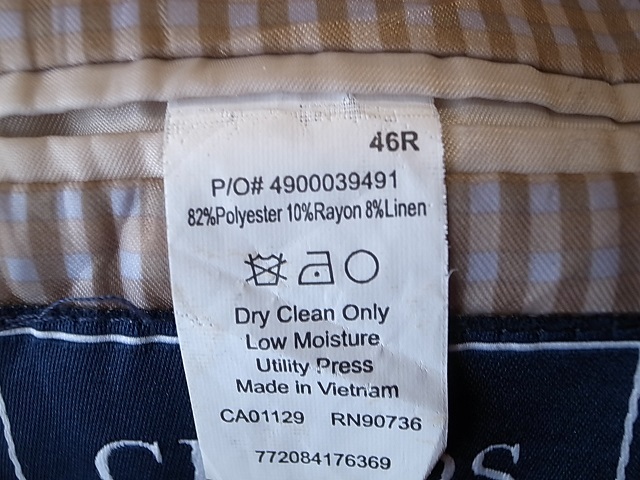 46R
P/O# 4900039491
82%Polyester 10%Rayon 8%Linen
Dry Clean Only
Low Moisture
Utility Press
Made in Vietnam
CA01129 RN90736
772084176369